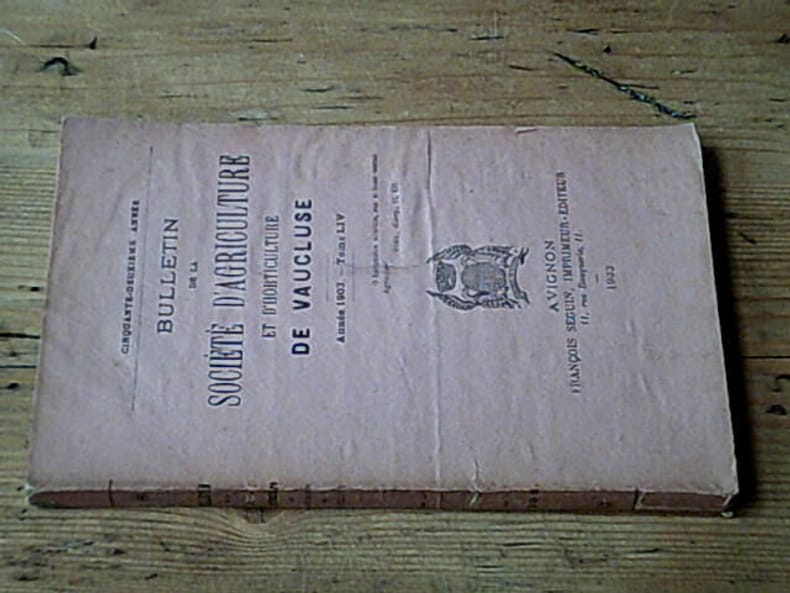 CINQUANTE-DEUXIÈME ANNÉE
BULLETIN
DE LA
SOCIÉTÉ D'AGRICULTURE
ET D'HORTICULTURE
DE VAUCLUSE
Année 1903. — Tome LIV
AVIGNON
FRANÇOIS SEGUIN, IMPRIMEUR-ÉDITEUR
11, rue Bouquerie, 11.
1903